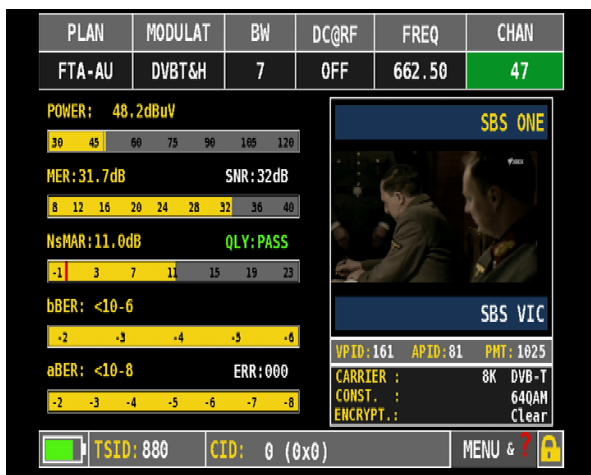 PLAN MODULAT BW DC@RF FREQ CHAN
FTA-AU DVBT&H 7 OFF 662.50 47
POWER: 48.2dBuV
30 45 60 75 90 105 120
MER:31.7dB SNR:32dB
8 12 16 20 24 28 32 36 40
NsMAR:11.0dB QLY:PASS
-1 3 7 11 15 19 23
bBER: <10-6
-2 -3 -4 -5 -6
aBER: <10-8 ERR:000
-2 -3 -4 -5 -6 -7 -8
SBS ONE
SBS VIC
VPID:161 APID:81 PMT:1025
CARRIER : 8K DVB-T
CONST. : 64QAM
ENCRYPT.: Clear
TSID:880 CID: 0 (0x0) MENU & ?